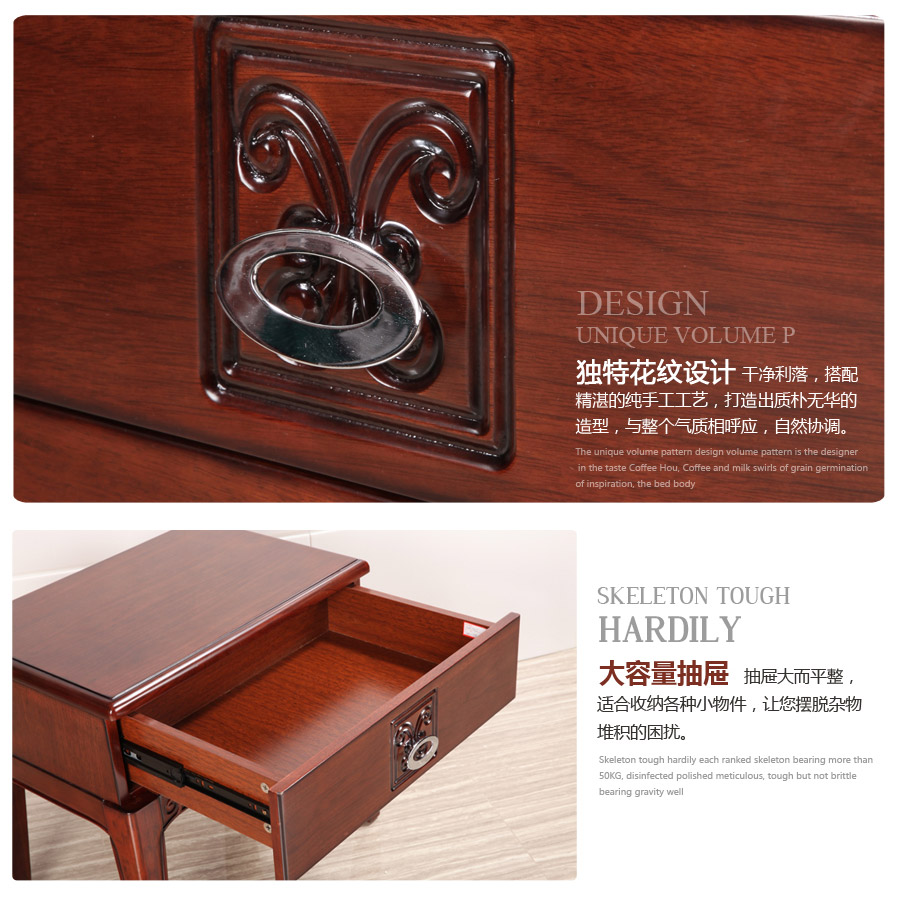 DESIGN
UNIQUE VOLUME P
独特花纹设计 干净利落，搭配
精湛的纯手工工艺，打造出质朴无华的
造型，与整个气质相呼应，自然协调。
The unique volume pattern design volume pattern is the designer
in the taste Coffee Hou, Coffee and milk swirls of grain germination
of inspiration, the bed body
SKELETON TOUGH
HARDILY
大容量抽屉 抽屉大而平整，
适合收纳各种小物件，让您摆脱杂物
堆积的困扰。
Skeleton tough hardily each ranked skeleton bearing more than
50KG, disinfected polished meticulous, tough but not brittle
bearing gravity well